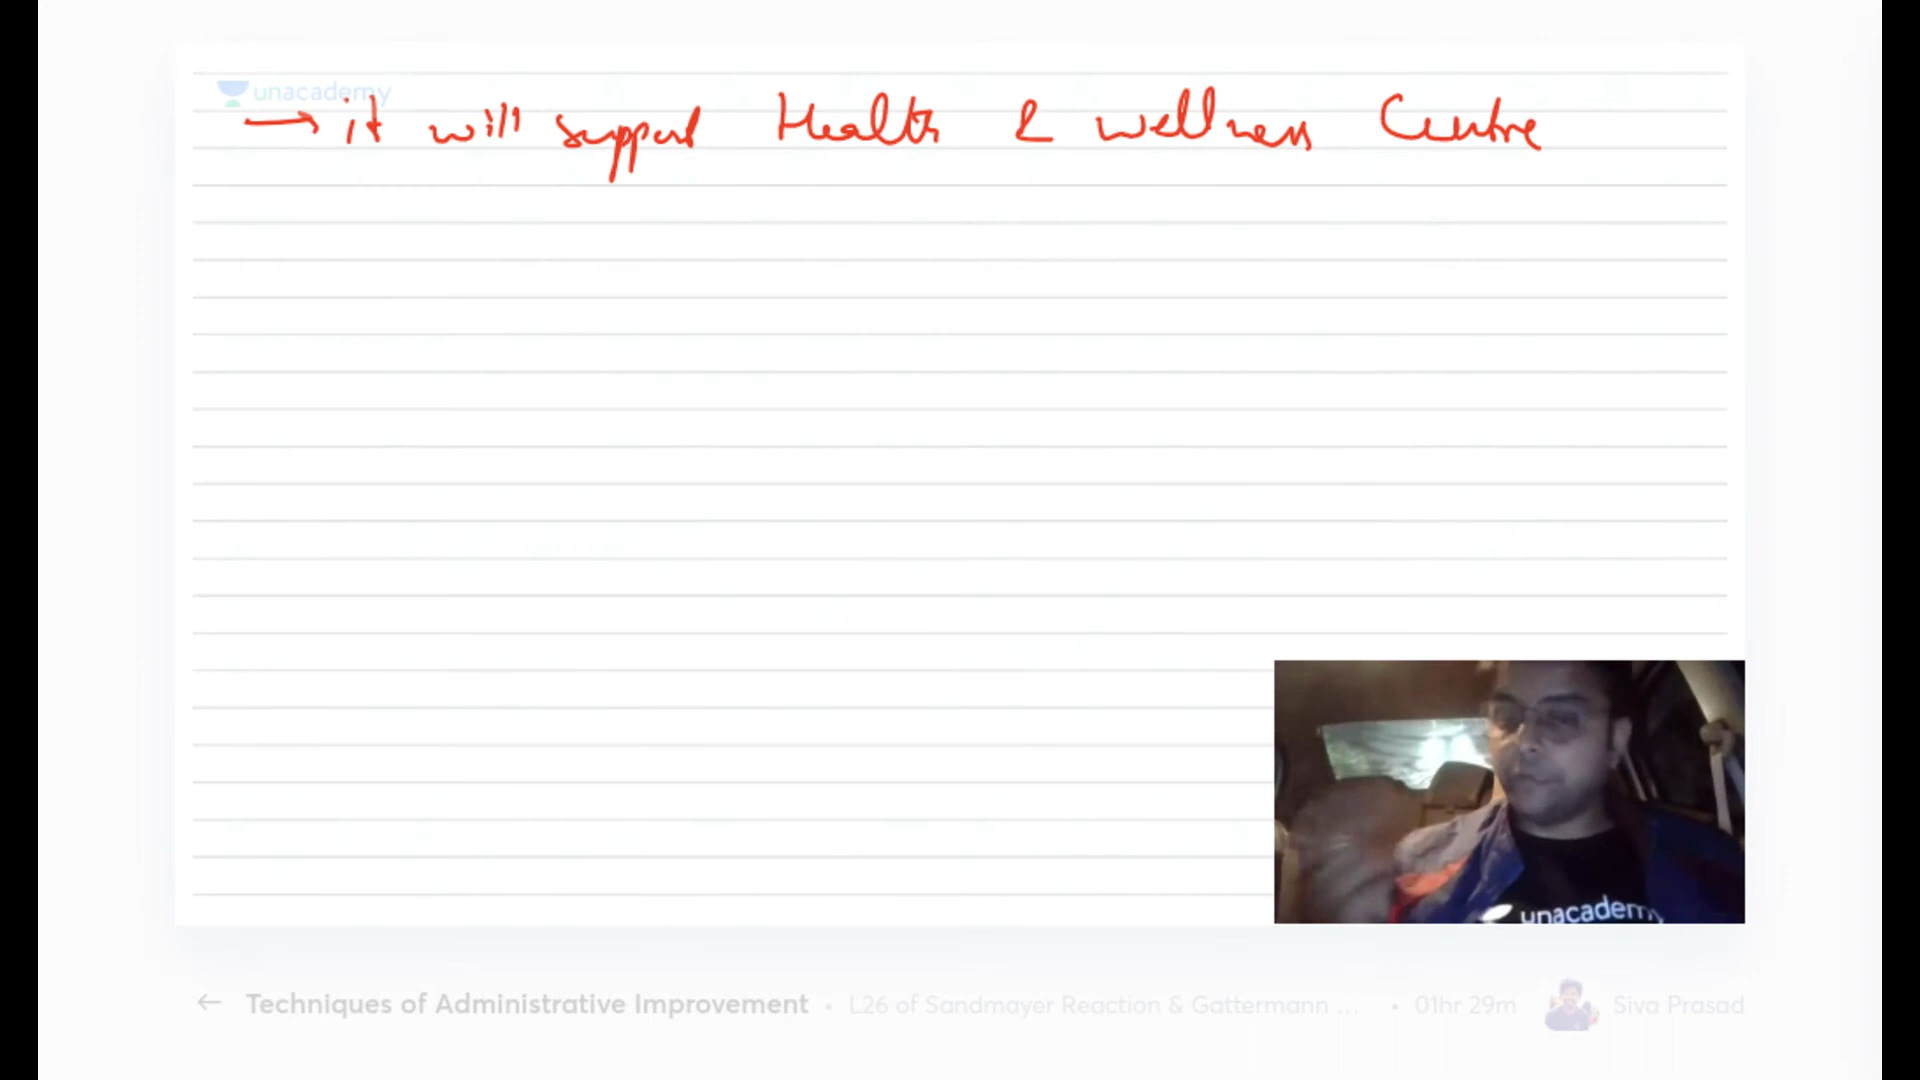 unacademy
→ it will support Health & wellness Centre
unacademy
← Techniques of Administrative Improvement • L26 of Sandmayer Reaction & Gattermann ... • 01hr 29m Siva Prasad